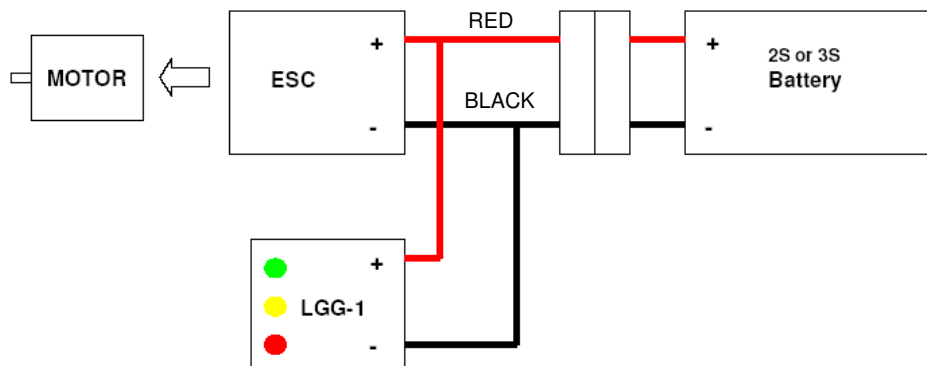 RED
+
+
2S or 3S
MOTOR
ESC
Battery
BLACK
-
-
+
LGG-1
-